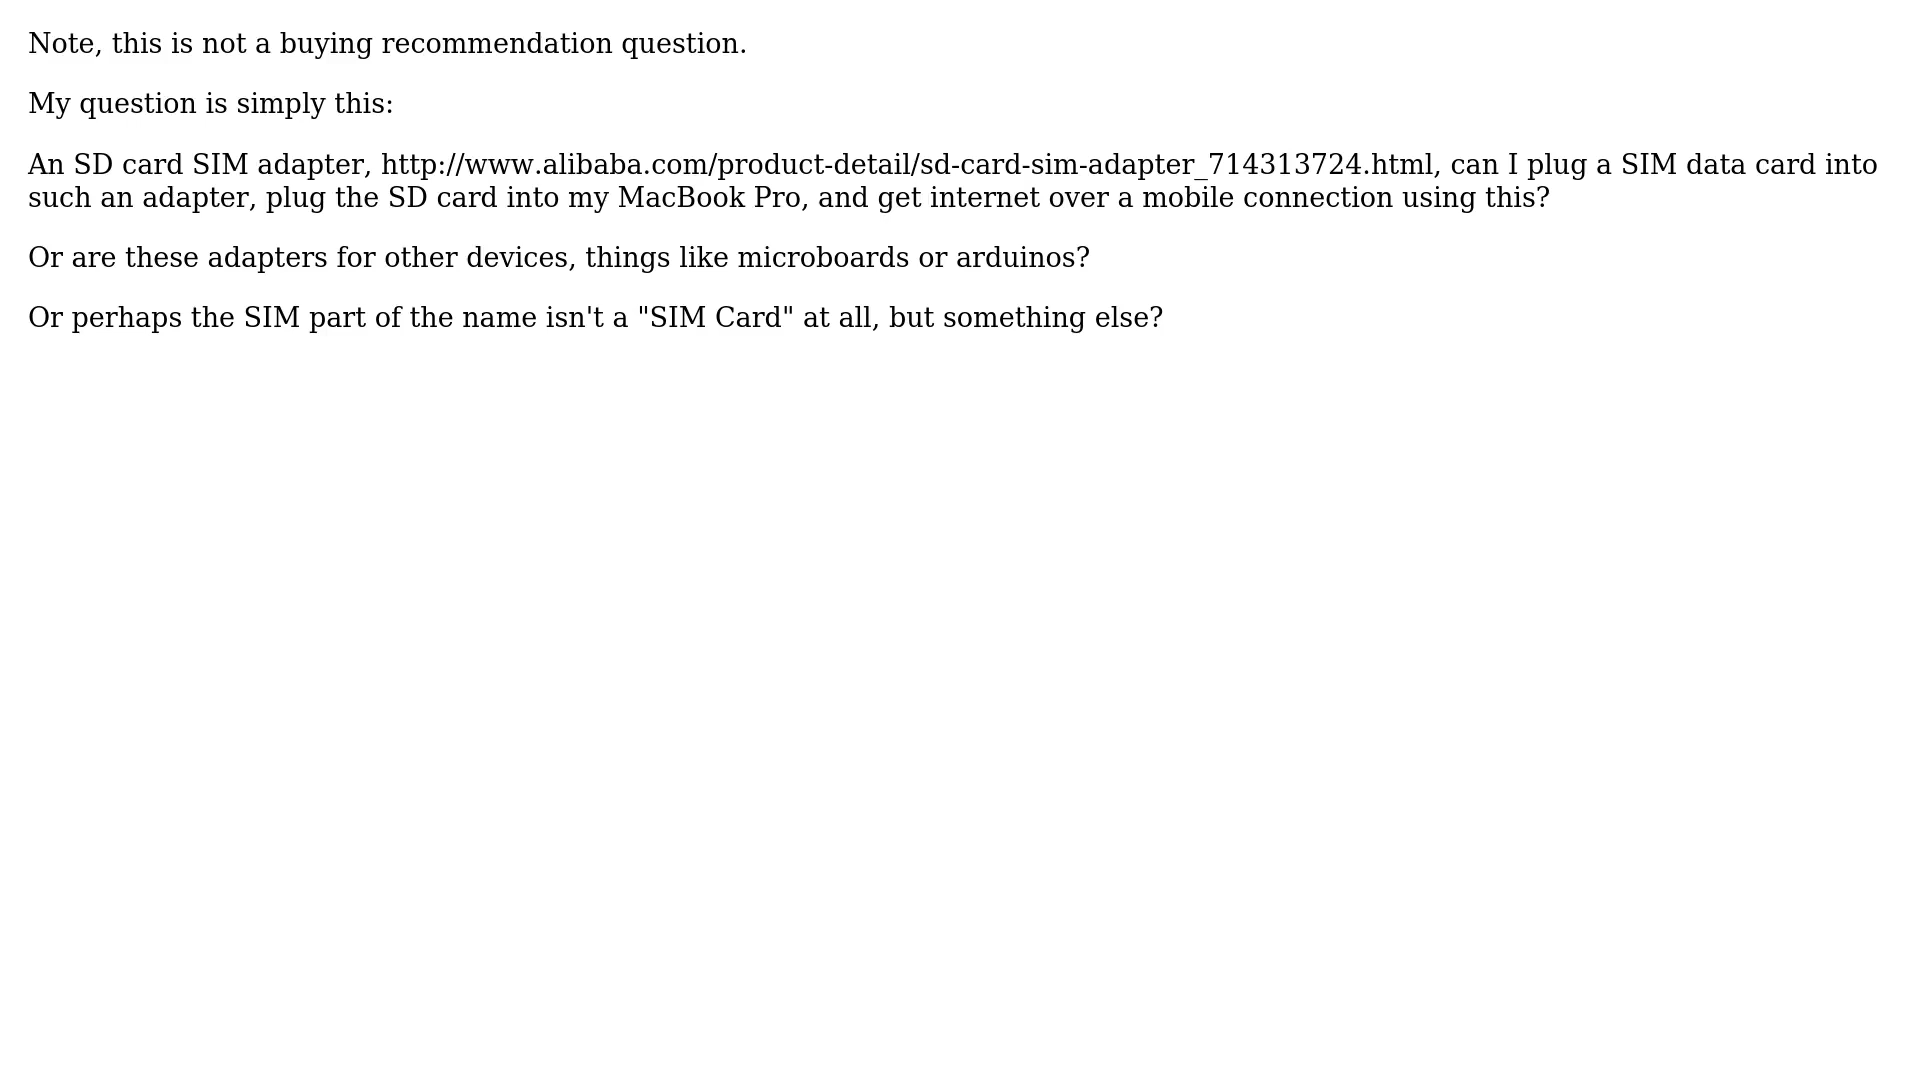 Note, this is not a buying recommendation question.
My question is simply this:
An SD card SIM adapter, http://www.alibaba.com/product-detail/sd-card-sim-adapter_714313724.html, can I plug a SIM data card into
such an adapter, plug the SD card into my MacBook Pro, and get internet over a mobile connection using this?
Or are these adapters for other devices, things like microboards or arduinos?
Or perhaps the SIM part of the name isn't a "SIM Card" at all, but something else?